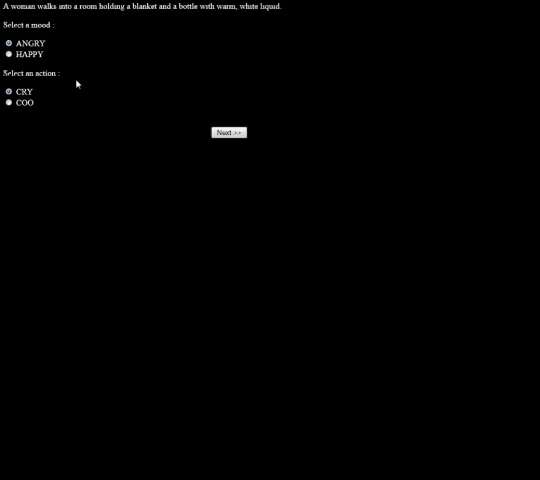 A woman walks into a room holding a blanket and a bottle with warm, white liquid.
Select a mood :
ANGRY
HAPPY
Select an action :
CRY
COO
Next >>